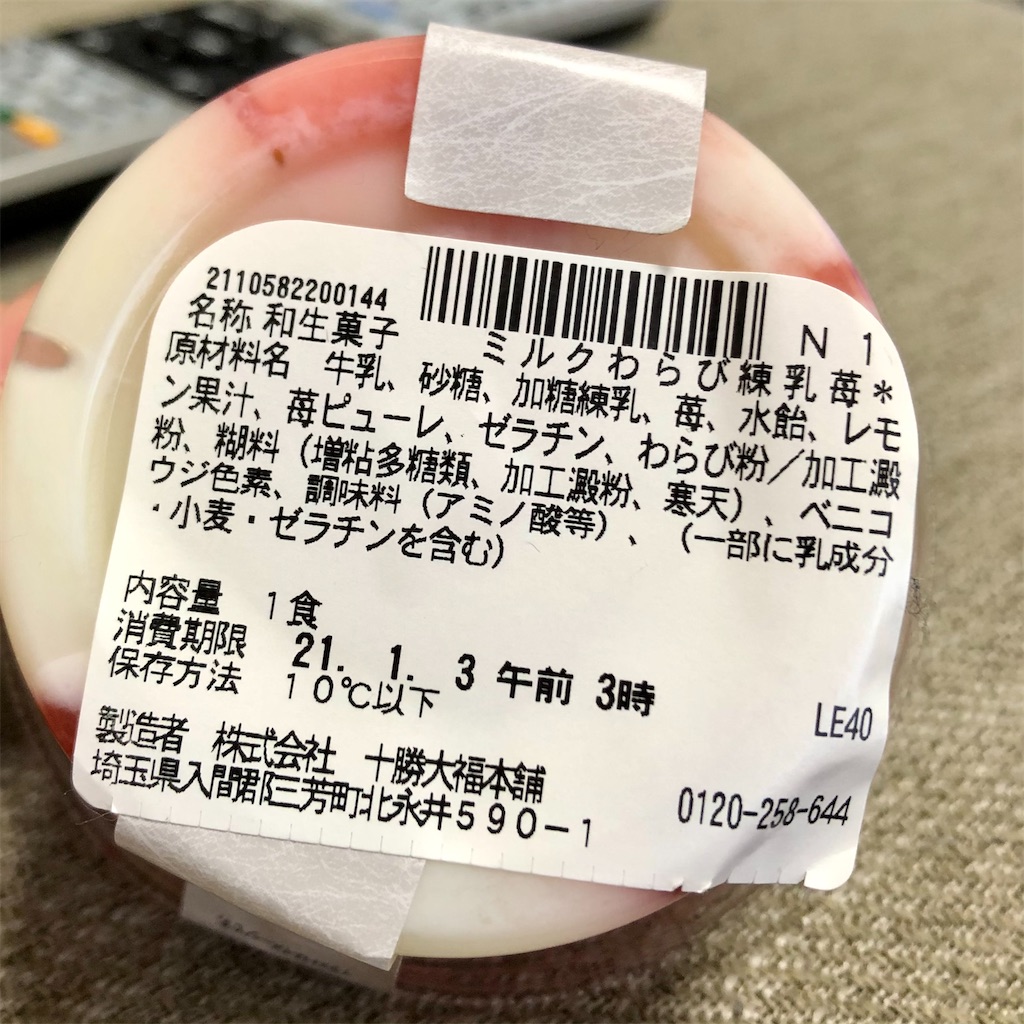 2110582200144
N 1
名称 和生菓子 ミルクわらび練乳苺*
原材料名 牛乳、砂糖、加糖練乳、苺、水飴、レモ
ン果汁、苺ピューレ、ゼラチン、わらび粉／加工澱
粉、糊料（増粘多糖類、加工澱粉、寒天）、ベニコ
ウジ色素、調味料（アミノ酸等）、（一部に乳成分
・小麦・ゼラチンを含む）
内容量 1食
消費期限 21. 1. 3 午前 3時
保存方法 10℃以下
LE40
製造者 株式会社 十勝大福本舗
埼玉県入間郡三芳町北永井590-1
0120-258-644